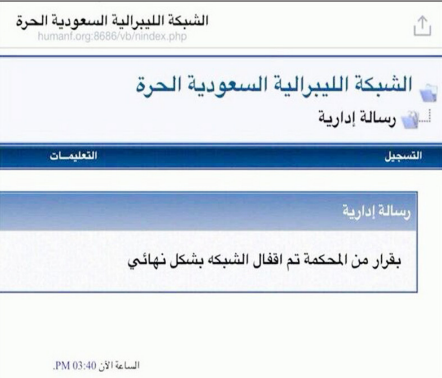 الشبكة الليبرالية السعودية الحرة
humanf.org:8686/vb/nindex.php
الشبكة الليبرالية السعودية الحرة
رسالة إدارية
التسجيل التعليمـــات
رسالة إدارية
بقرار من المحكمة تم اقفال الشبكه بشكل نهائي
الساعة الآن 03:40 PM.